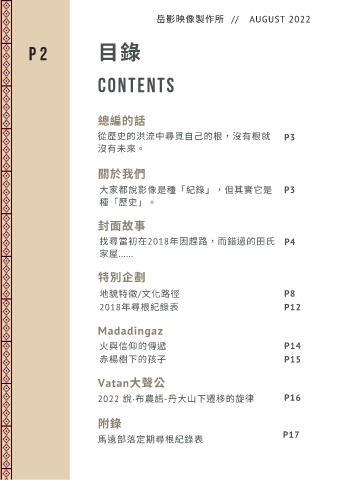 岳影映像製作所 // AUGUST 2022
P2
目錄
CONTENTS
總編的話
從歷史的洪流中尋覓自己的根，沒有根就 P3
沒有未來。
關於我們
大家都說影像是種「紀錄」，但其實它是 P3
種「歷史」。
封面故事
找尋當初在2018年因趕路，而錯過的田氏 P4
家屋......
特別企劃
地貌特徵/文化路徑 P8
2018年尋根紀錄表 P12
Madadingaz
火與信仰的傳遞 P14
赤楊樹下的孩子 P15
Vatan大聲公
2022 說·布農語-丹大山下遷移的旋律 P16
附錄
馬遠部落定期尋根紀錄表 P17